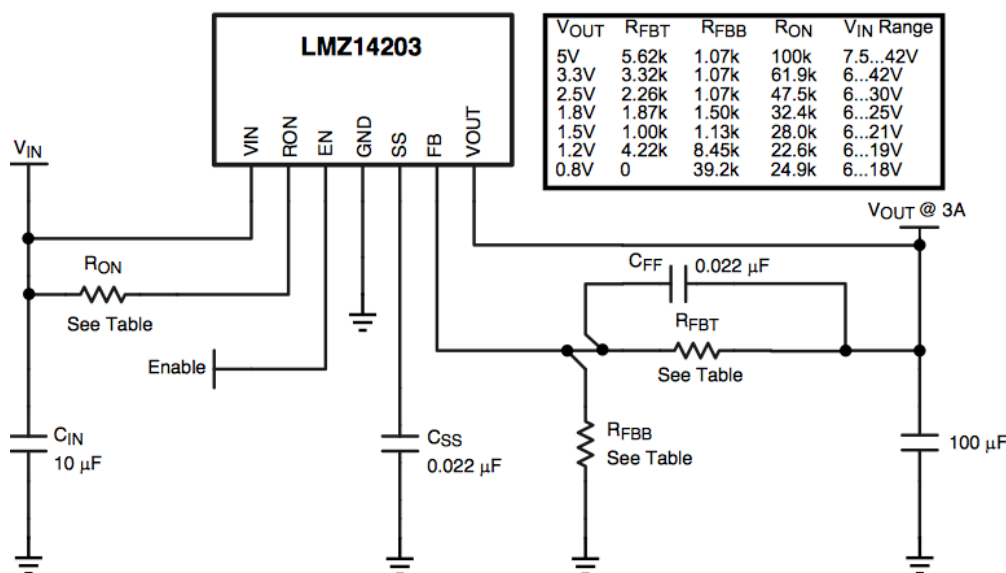 LMZ14203
VIN
RON
EN
GND
SS
FB
VOUT
VOUT RFBT RFBB RON VIN Range
5V 5.62k 1.07k 100k 7.5...42V
3.3V 3.32k 1.07k 61.9k 6...42V
2.5V 2.26k 1.07k 47.5k 6...30V
1.8V 1.87k 1.50k 32.4k 6...25V
1.5V 1.00k 1.13k 28.0k 6...21V
1.2V 4.22k 8.45k 22.6k 6...19V
0.8V 0 39.2k 24.9k 6...18V
VIN
VOUT @ 3A
RON
See Table
CFF 0.022 μF
RFBT
See Table
Enable
CIN
10 μF
CSS
0.022 μF
RFBB
See Table
100 μF